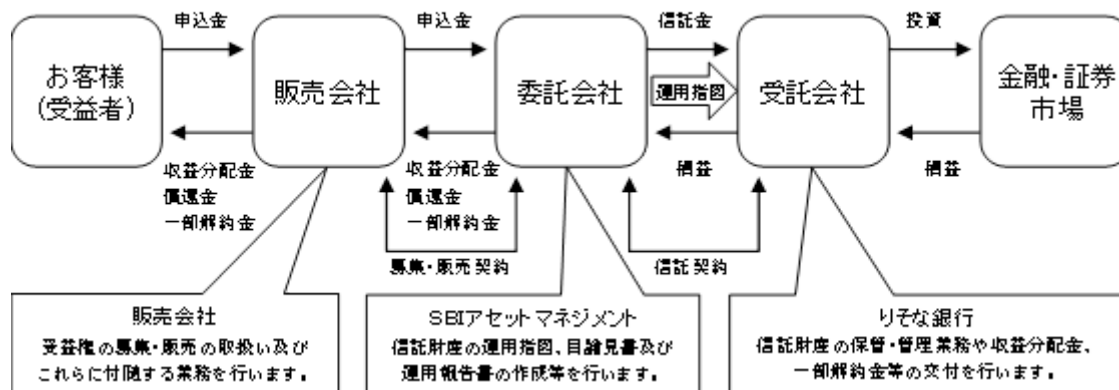 申込金
申込金
信託金
投資
お客様
(受益者)
販売会社
委託会社
運用指図
受託会社
金融・証券
市場
収益分配金
償還金
一部解約金
収益分配金
償還金
一部解約金
損益
損益
募集・販売契約
信託契約
販売会社
受益権の募集・販売の取扱い及び
これらに付随する業務を行います。
SBIアセットマネジメント
信託財産の運用指図、目論見書及び
運用報告書の作成等を行います。
りそな銀行
信託財産の保管・管理業務や収益分配金、
一部解約金等の交付を行います。